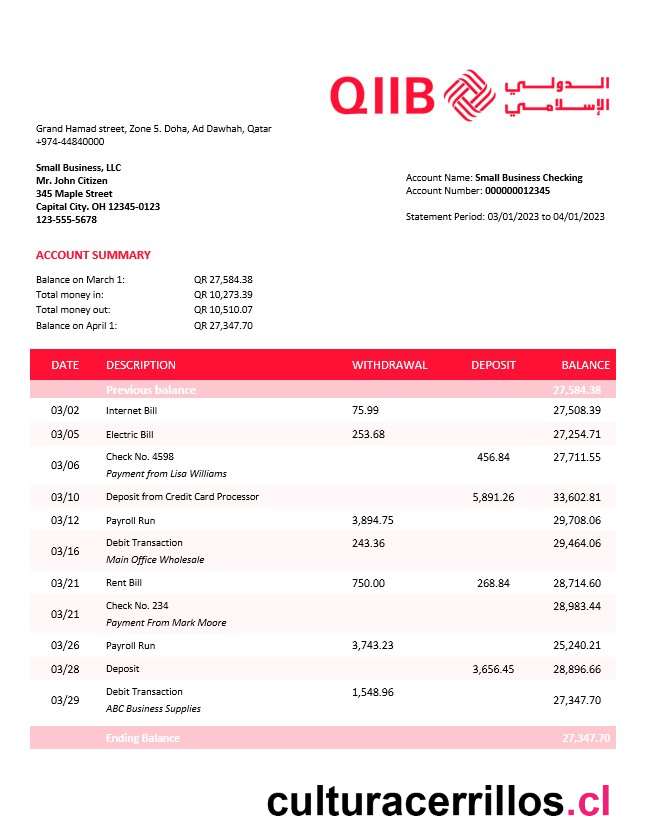 QIIB الــدولــي
الإسلامي
Grand Hamad street, Zone 5. Doha, Ad Dawhah, Qatar
+974-44840000
Small Business, LLC
Mr. John Citizen
345 Maple Street
Capital City. OH 12345-0123
123-555-5678
Account Name: Small Business Checking
Account Number: 000000012345
Statement Period: 03/01/2023 to 04/01/2023
ACCOUNT SUMMARY
Balance on March 1: QR 27,584.38
Total money in: QR 10,273.39
Total money out: QR 10,510.07
Balance on April 1: QR 27,347.70
DATE DESCRIPTION WITHDRAWAL DEPOSIT BALANCE
Previous balance 27,584.38
03/02 Internet Bill 75.99 27,508.39
03/05 Electric Bill 253.68 27,254.71
03/06 Check No. 4598 456.84 27,711.55
Payment from Lisa Williams
03/10 Deposit from Credit Card Processor 5,891.26 33,602.81
03/12 Payroll Run 3,894.75 29,708.06
03/16 Debit Transaction 243.36 29,464.06
Main Office Wholesale
03/21 Rent Bill 750.00 268.84 28,714.60
03/21 Check No. 234 28,983.44
Payment From Mark Moore
03/26 Payroll Run 3,743.23 25,240.21
03/28 Deposit 3,656.45 28,896.66
03/29 Debit Transaction 1,548.96 27,347.70
ABC Business Supplies
Ending Balance 27,347.70
culturacerrillos.cl